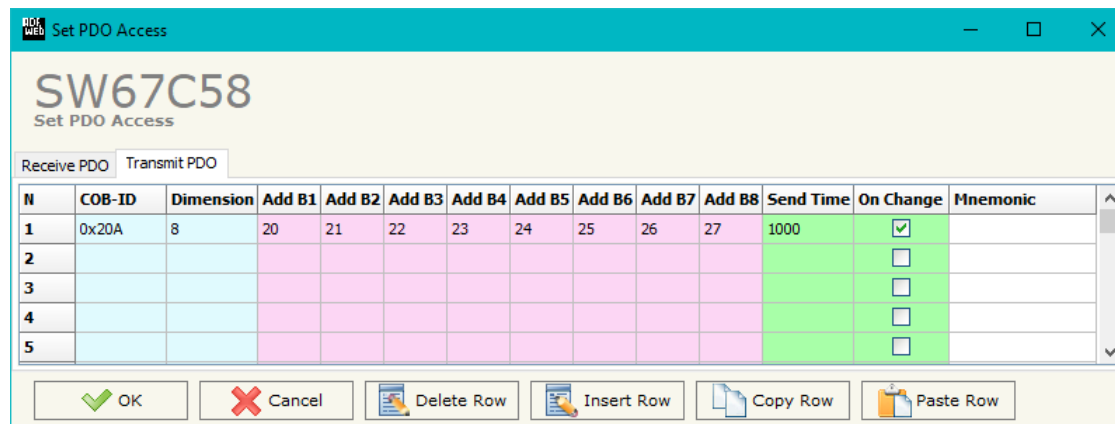 ADF WEB Set PDO Access
SW67C58
Set PDO Access
Receive PDO Transmit PDO
N COB-ID Dimension Add B1 Add B2 Add B3 Add B4 Add B5 Add B6 Add B7 Add B8 Send Time On Change Mnemonic
1 0x20A 8 20 21 22 23 24 25 26 27 1000
2
3
4
5
OK Cancel Delete Row Insert Row Copy Row Paste Row